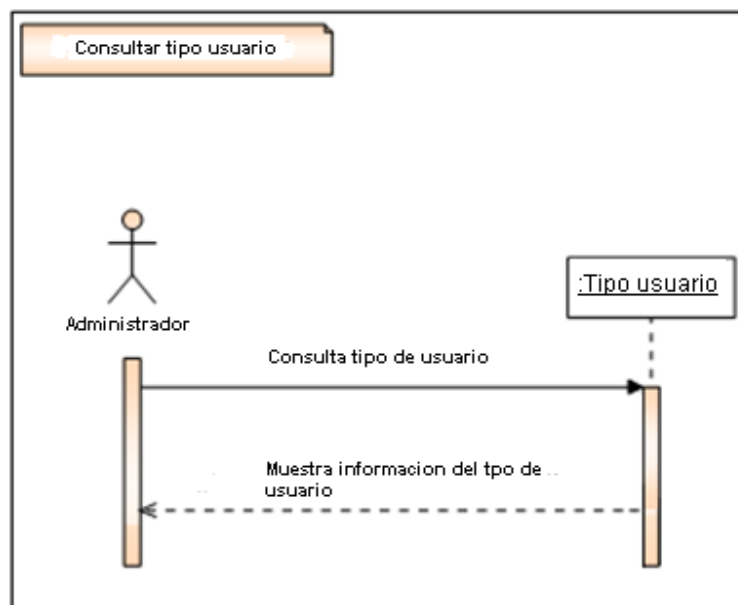 Consultar tipo usuario
Administrador
:Tipo usuario
Consulta tipo de usuario
Muestra informacion del tpo de
usuario